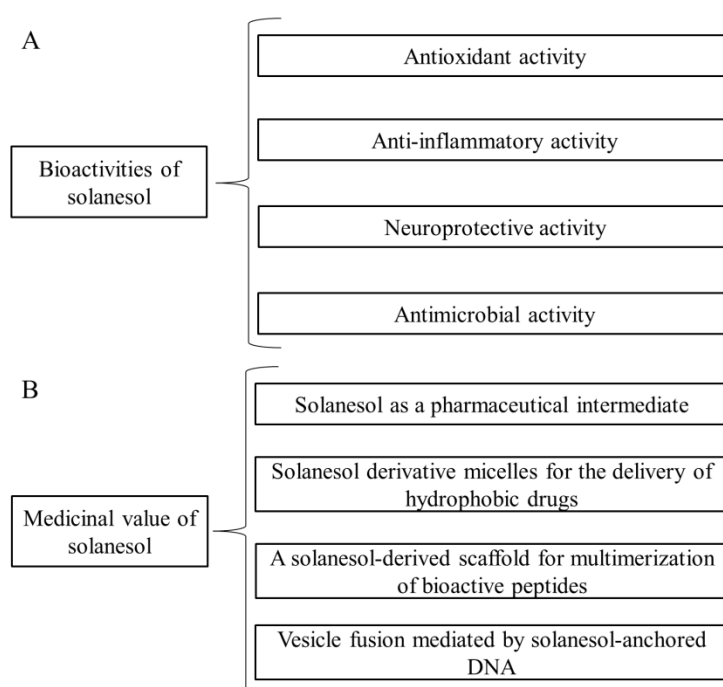 A
Antioxidant activity
Anti-inflammatory activity
Bioactivities of
solanesol
Neuroprotective activity
Antimicrobial activity
B
Solanesol as a pharmaceutical intermediate
Solanesol derivative micelles for the delivery of
hydrophobic drugs
Medicinal value of
solanesol
A solanesol-derived scaffold for multimerization
of bioactive peptides
Vesicle fusion mediated by solanesol-anchored
DNA